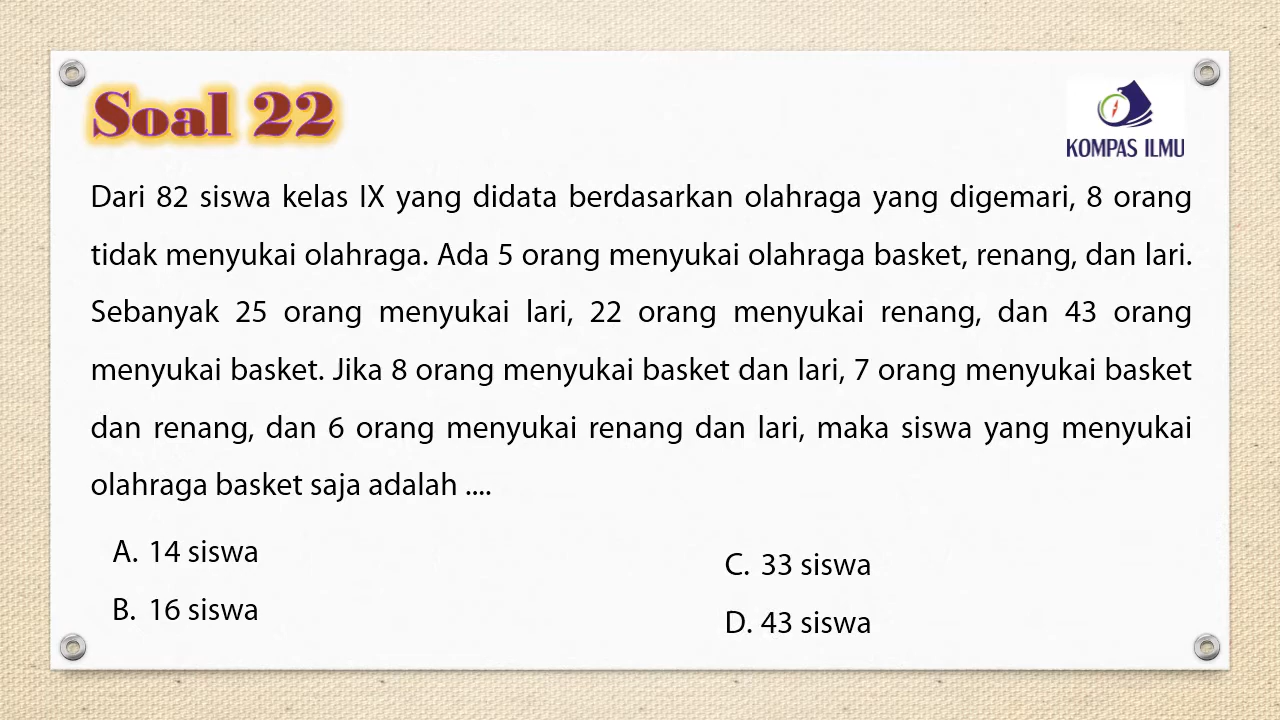 Soal 22
KOMPAS ILMU
Dari 82 siswa kelas IX yang didata berdasarkan olahraga yang digemari, 8 orang
tidak menyukai olahraga. Ada 5 orang menyukai olahraga basket, renang, dan lari.
Sebanyak 25 orang menyukai lari, 22 orang menyukai renang, dan 43 orang
menyukai basket. Jika 8 orang menyukai basket dan lari, 7 orang menyukai basket
dan renang, dan 6 orang menyukai renang dan lari, maka siswa yang menyukai
olahraga basket saja adalah ....
A. 14 siswa
B. 16 siswa
C. 33 siswa
D. 43 siswa